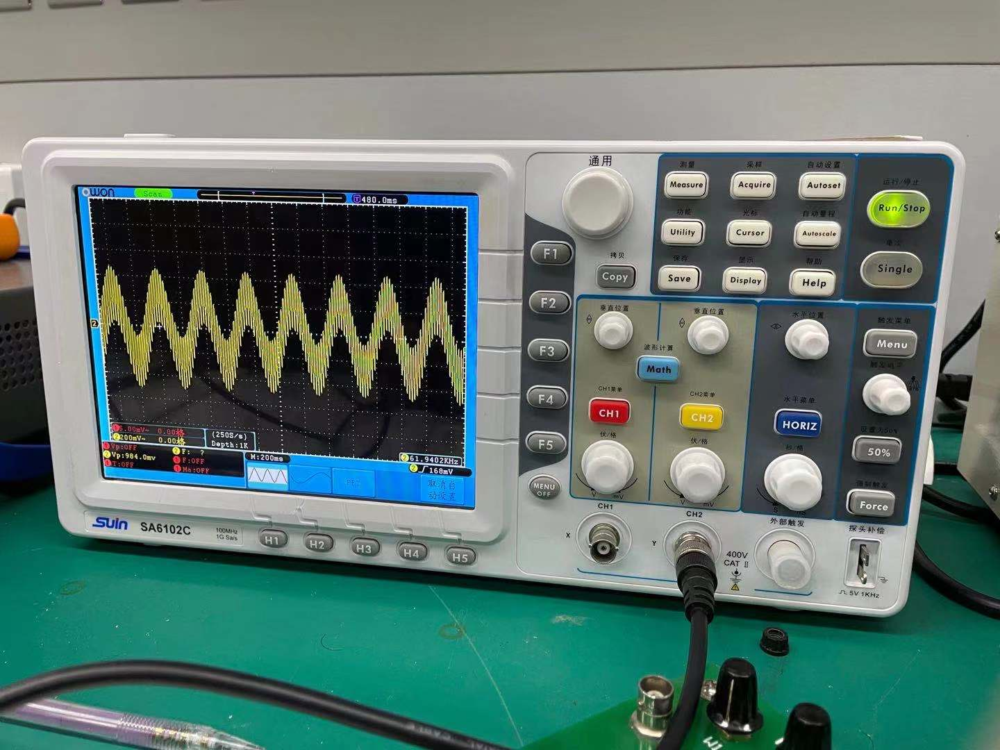 OWON
Scan
T 480.0ms
2
① 5.00mV~ 0.00格
② 200mV~ 0.00格
(250S/s)
Depth:1K
① Vp:OFF
② F: ?
② Vp:984.0mv
① F:OFF
① T:OFF
① Ma:OFF
M:200ms
② 61.9402KHz
② 168mV
FFT
取消自
动设置
SUIN
SA6102C
100MHz
1G Sa/s
H1
H2
H3
H4
H5
通用
F1
F2
F3
F4
F5
MENU
OFF
拷贝
Copy
测量
Measure
采样
Acquire
自动设置
Autoset
功能
Utility
光标
Cursor
自动量程
Autoscale
保存
Save
显示
Display
帮助
Help
运行/停止
Run/Stop
单次
Single
垂直位置
垂直位置
波形计算
Math
CH1菜单
CH1
CH2菜单
CH2
伏/格
伏/格
V mV
V mV
水平位置
水平菜单
HORIZ
秒/格
触发菜单
Menu
触发电平
设置为50%
50%
强制触发
Force
CH1
X
CH2
Y
400V
CAT II
外部触发
探头补偿
5V 1KHz